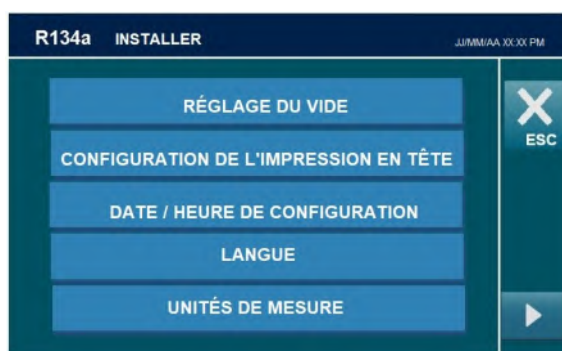 R134a INSTALLER JJ/MM/AA XX:XX PM
RÉGLAGE DU VIDE
ESC
CONFIGURATION DE L'IMPRESSION EN TÊTE
DATE / HEURE DE CONFIGURATION
LANGUE
UNITÉS DE MESURE